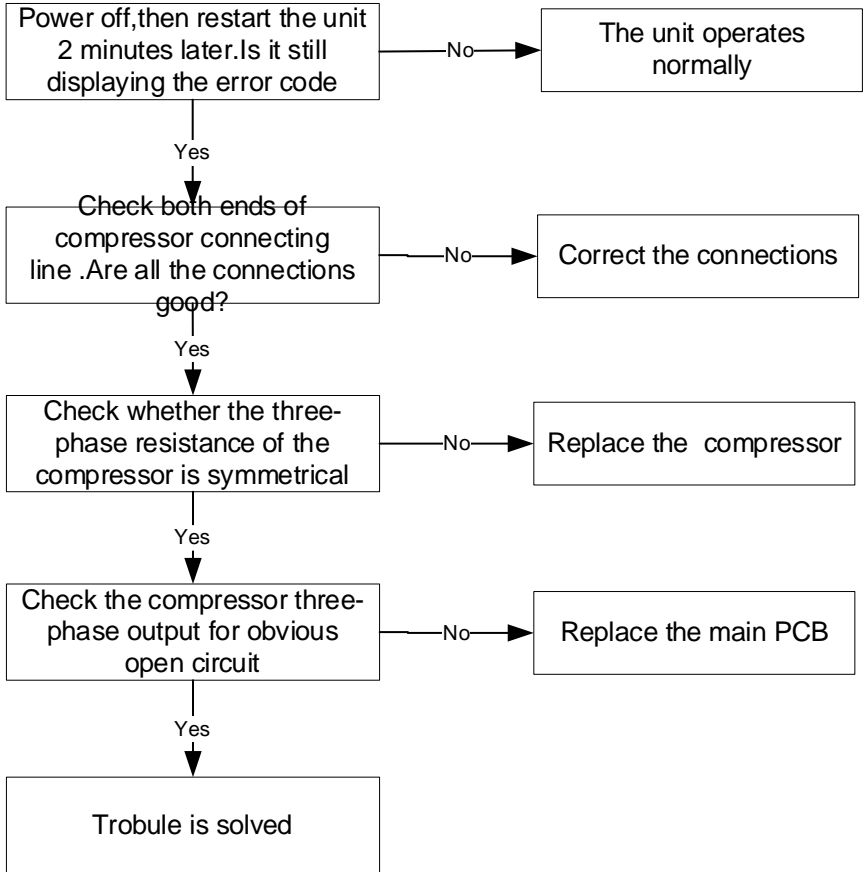 Power off,then restart the unit
2 minutes later.Is it still
displaying the error code
No
The unit operates
normally
Yes
Check both ends of
compressor connecting
line .Are all the connections
good?
No
Correct the connections
Yes
Check whether the three-
phase resistance of the
compressor is symmetrical
No
Replace the  compressor
Yes
Check the compressor three-
phase output for obvious
open circuit
No
Replace the main PCB
Yes
Trobule is solved